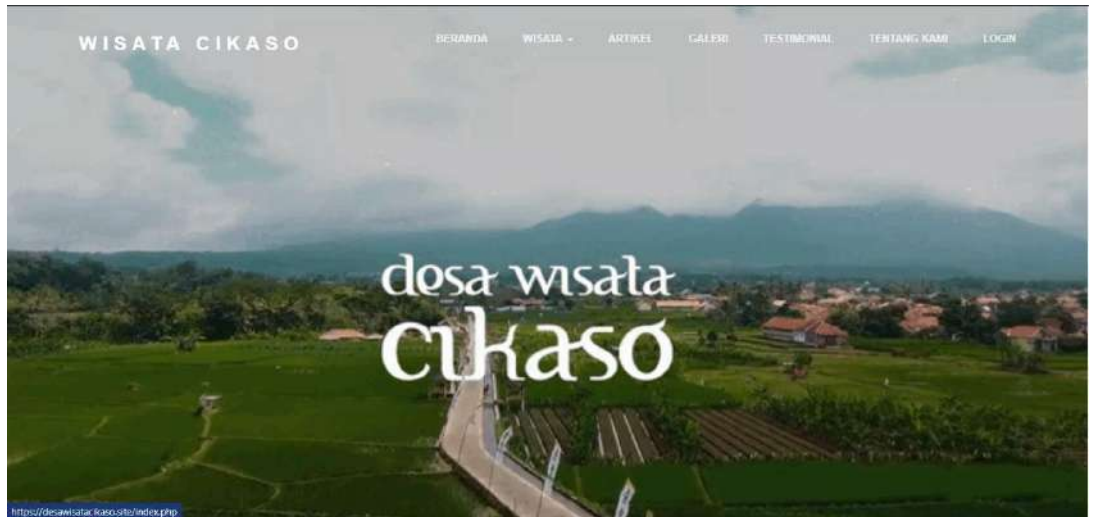 WISATA CIKASO
BERANDA WISATA ARTIKEL GALERI TESTIMONIAL TENTANG KAMI LOGIN
desa wisata
cikaso
https://desawisatacikaso.site/index.php